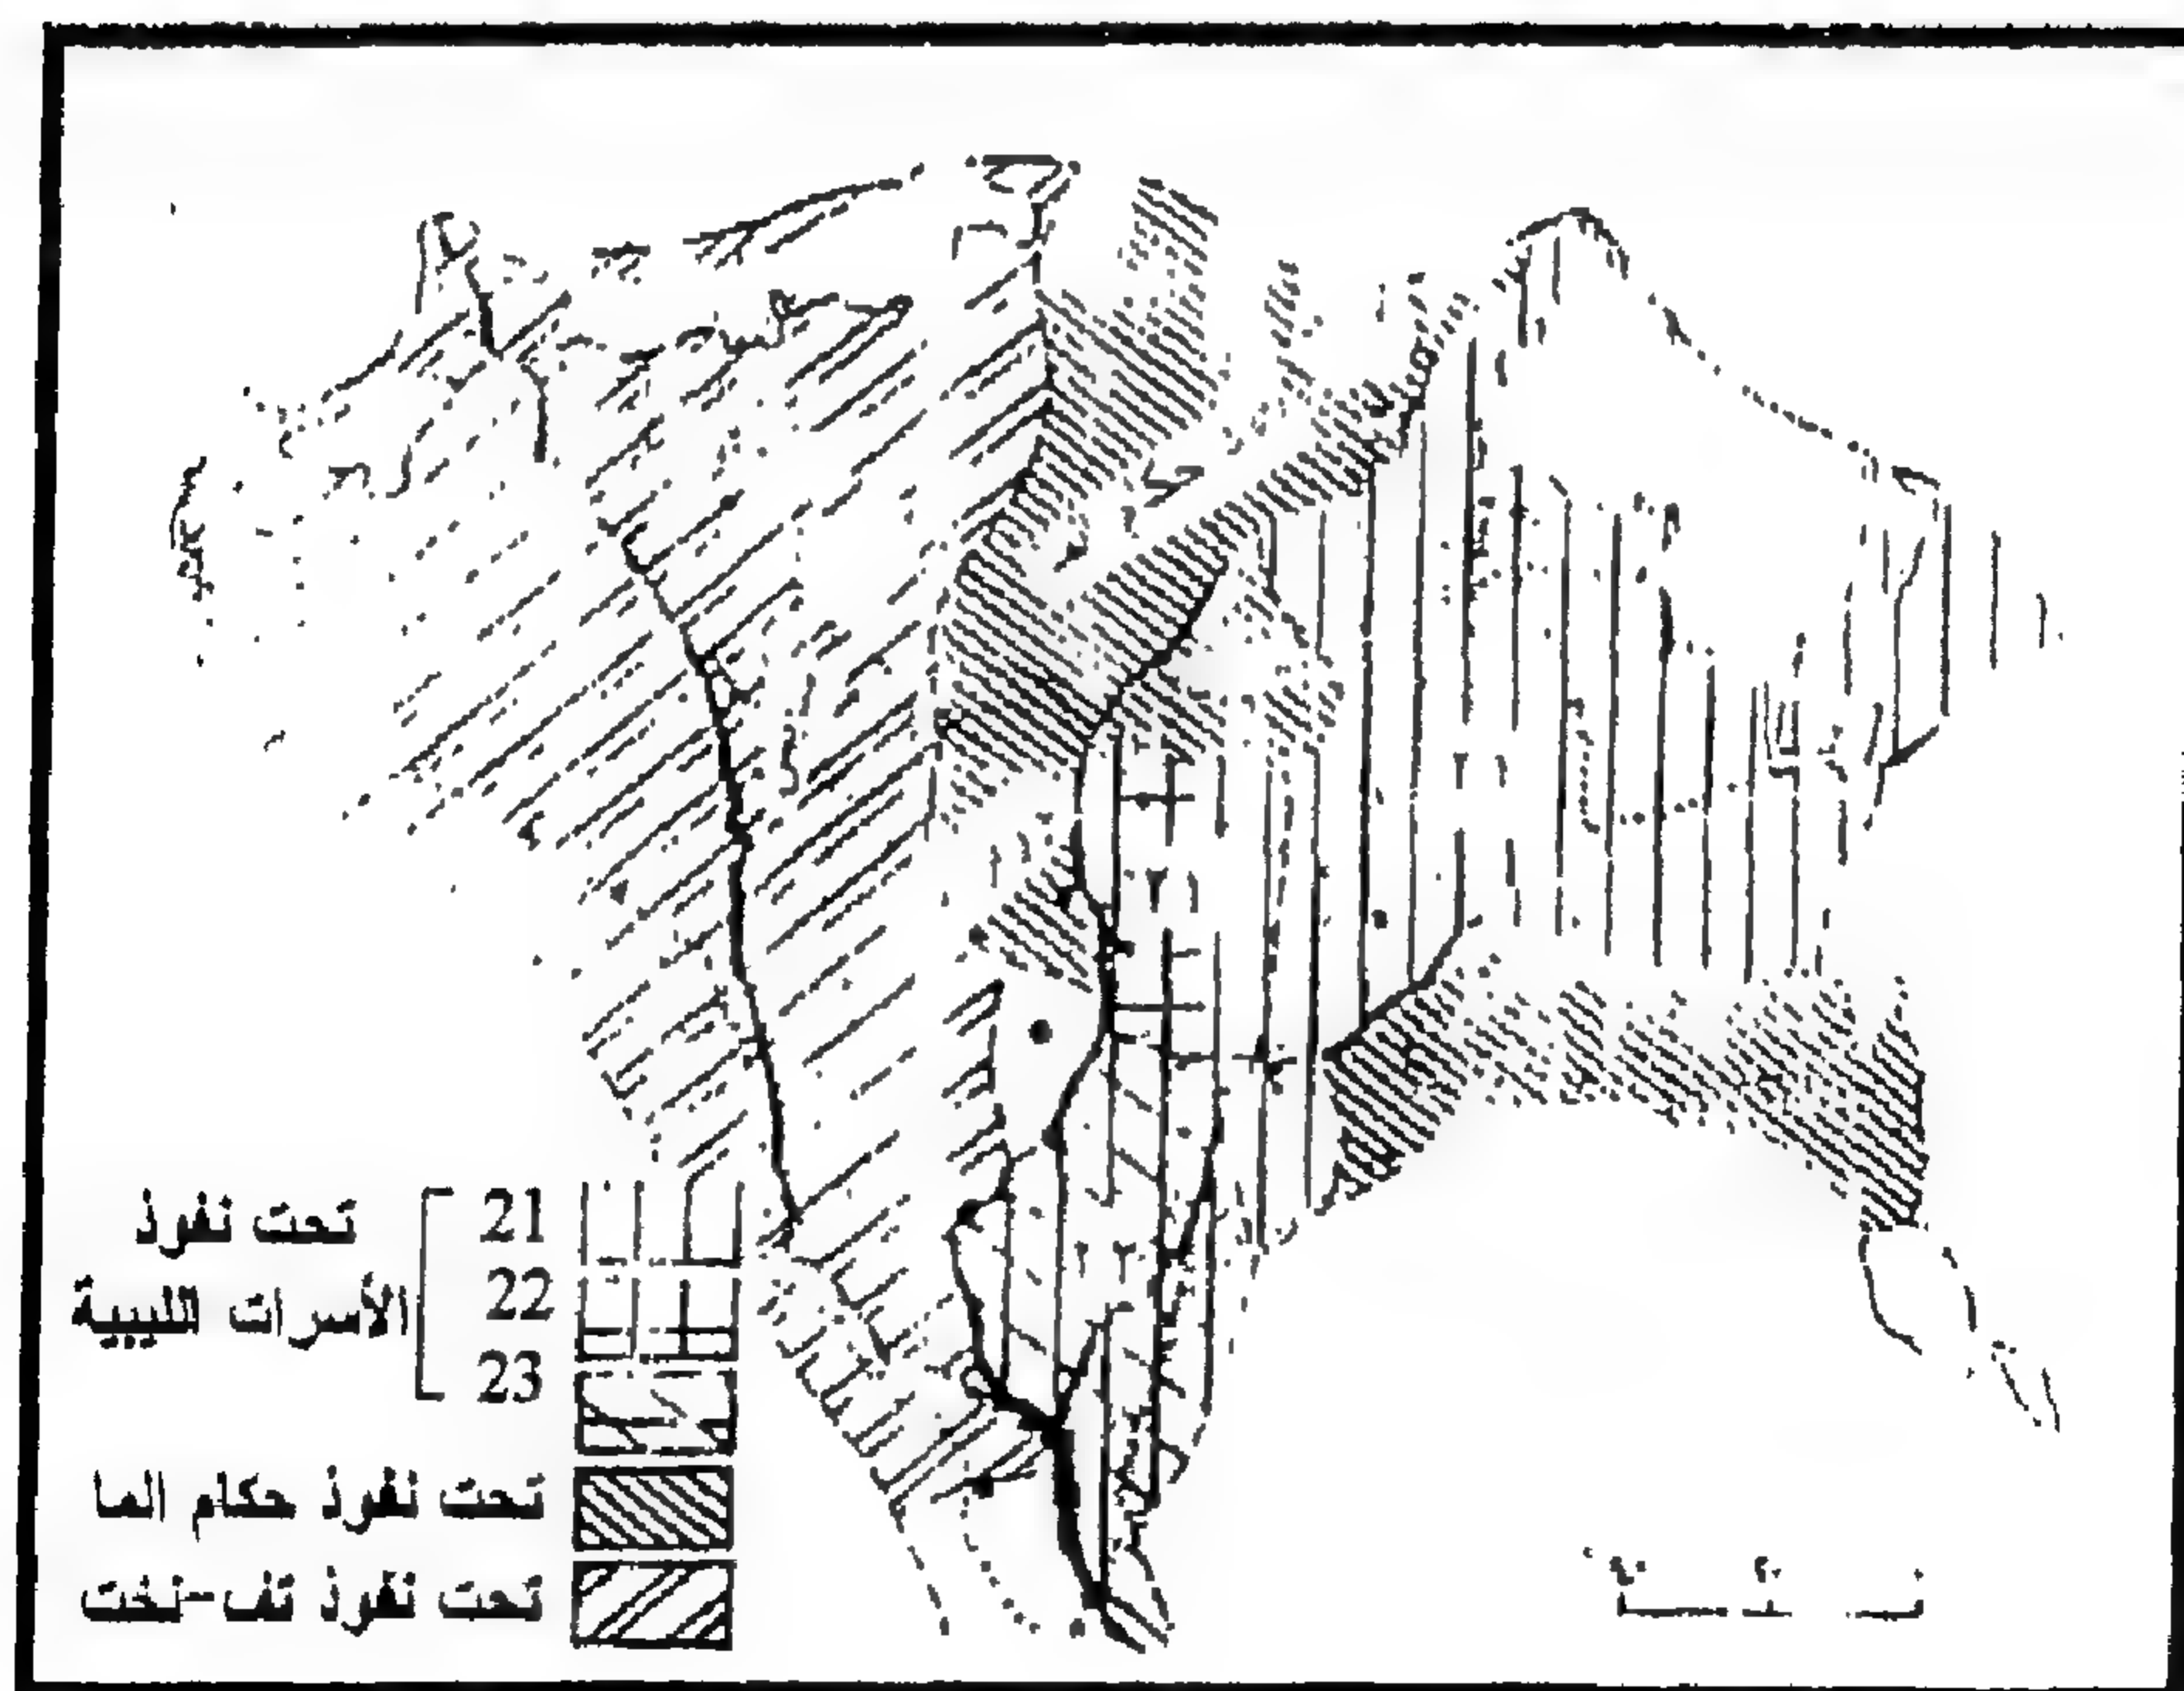 21
تحت نفوذ
22
الأسرات الليبية
23
تحت نفوذ حكام الما
تحت نفوذ تف-نخت